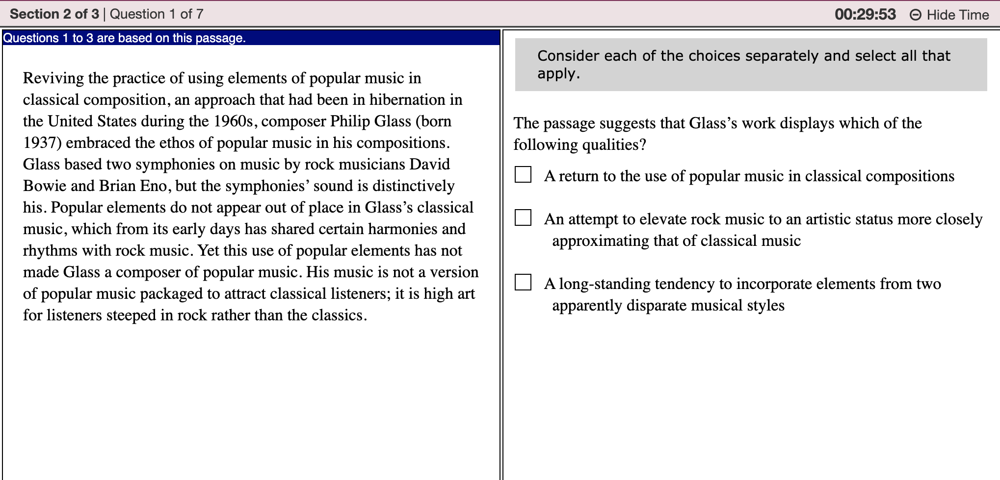 Section 2 of 3 | Question 1 of 7
00:29:53 Hide Time
Questions 1 to 3 are based on this passage.
Reviving the practice of using elements of popular music in
classical composition, an approach that had been in hibernation in
the United States during the 1960s, composer Philip Glass (born
1937) embraced the ethos of popular music in his compositions.
Glass based two symphonies on music by rock musicians David
Bowie and Brian Eno, but the symphonies’ sound is distinctively
his. Popular elements do not appear out of place in Glass’s classical
music, which from its early days has shared certain harmonies and
rhythms with rock music. Yet this use of popular elements has not
made Glass a composer of popular music. His music is not a version
of popular music packaged to attract classical listeners; it is high art
for listeners steeped in rock rather than the classics.
Consider each of the choices separately and select all that
apply.
The passage suggests that Glass’s work displays which of the
following qualities?
A return to the use of popular music in classical compositions
An attempt to elevate rock music to an artistic status more closely
approximating that of classical music
A long-standing tendency to incorporate elements from two
apparently disparate musical styles